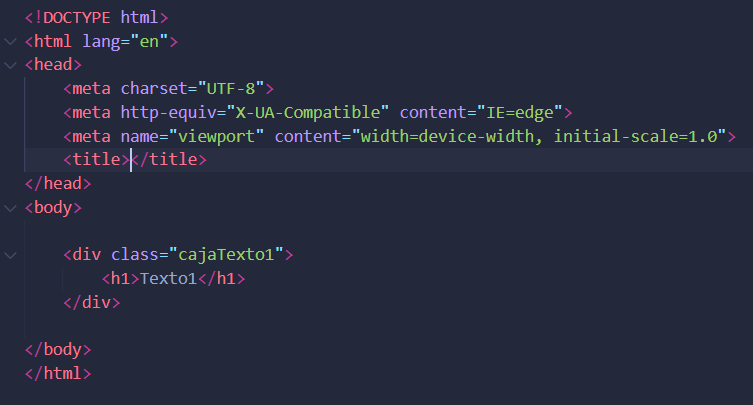 <!DOCTYPE html>
<html lang="en">
<head>
    <meta charset="UTF-8">
    <meta http-equiv="X-UA-Compatible" content="IE=edge">
    <meta name="viewport" content="width=device-width, initial-scale=1.0">
    <title></title>
</head>
<body>

    <div class="cajaTexto1">
        <h1>Texto1</h1>
    </div>

</body>
</html>